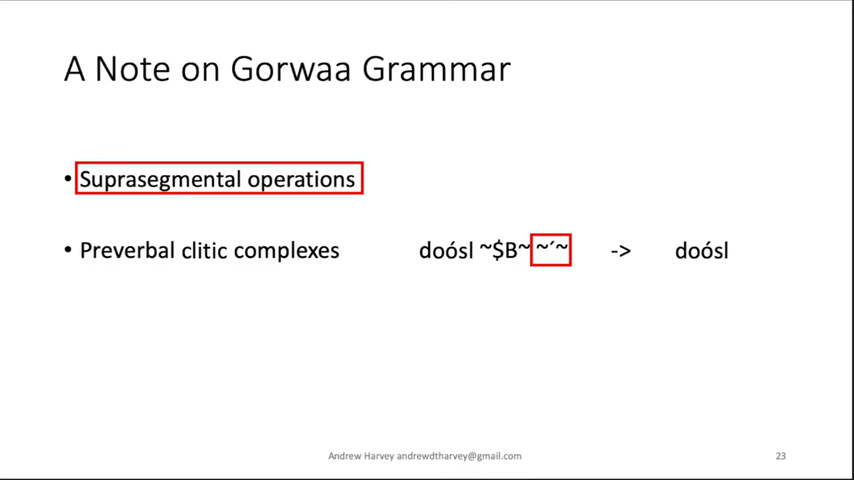 A Note on Gorwaa Grammar
• Suprasegmental operations
• Preverbal clitic complexes doósl ~$B~ ~´~ -> doósl
Andrew Harvey andrewdtharvey@gmail.com 23